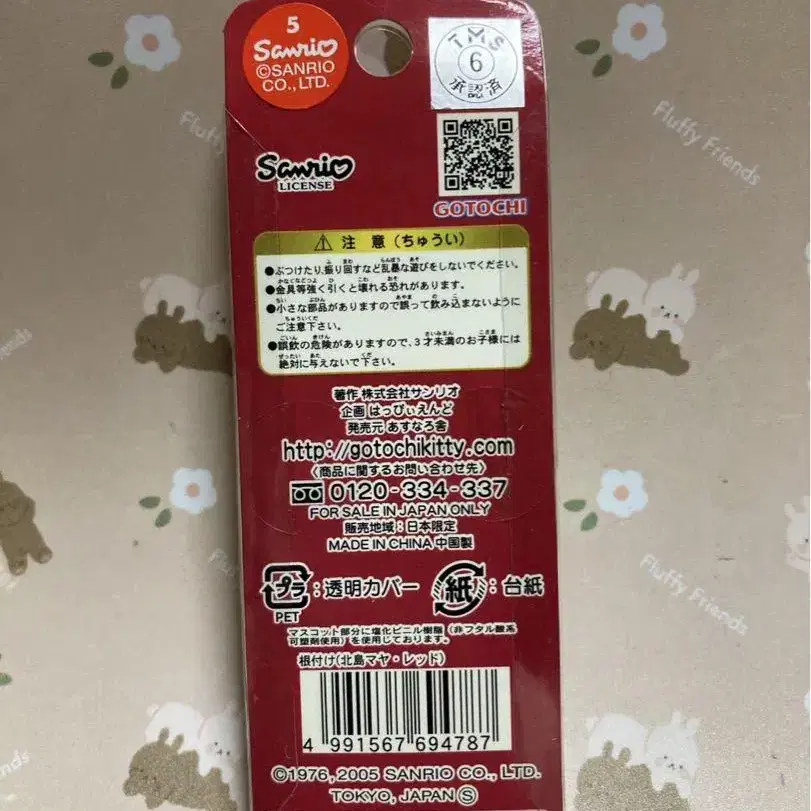 5
Sanrio
©SANRIO
CO., LTD.
TMS
6
承認済
Sanrio
LICENSE
GOTOCHI
⚠ 注 意 (ちゅうい)
●ぶつけたり、振り回すなど乱暴な遊びをしないでください。
●金具等強く引くと壊れる恐れがあります。
●小さな部品がありますので誤って飲み込まないように
ご注意下さい。
●誤飲の危険がありますので、3才未満のお子様には
絶対に与えないで下さい。
著作 株式会社サンリオ
企画 はっぴぃえんど
発売元 あすなろ舎
http://gotochikitty.com
〈商品に関するお問い合わせ先〉
0120-334-337
FOR SALE IN JAPAN ONLY
販売地域:日本限定
MADE IN CHINA 中国製
プラ:透明カバー 紙:台紙
PET
マスコット部分に塩化ビニル樹脂(非フタル酸系
可塑剤使用)を使用しております。
根付け(北島マヤ・レッド)
4 991567 694787
©1976, 2005 SANRIO CO., LTD.
TOKYO, JAPAN Ⓢ
Fluffy Friends
Fluffy Friends
Fluffy Friends
Fluffy Friends